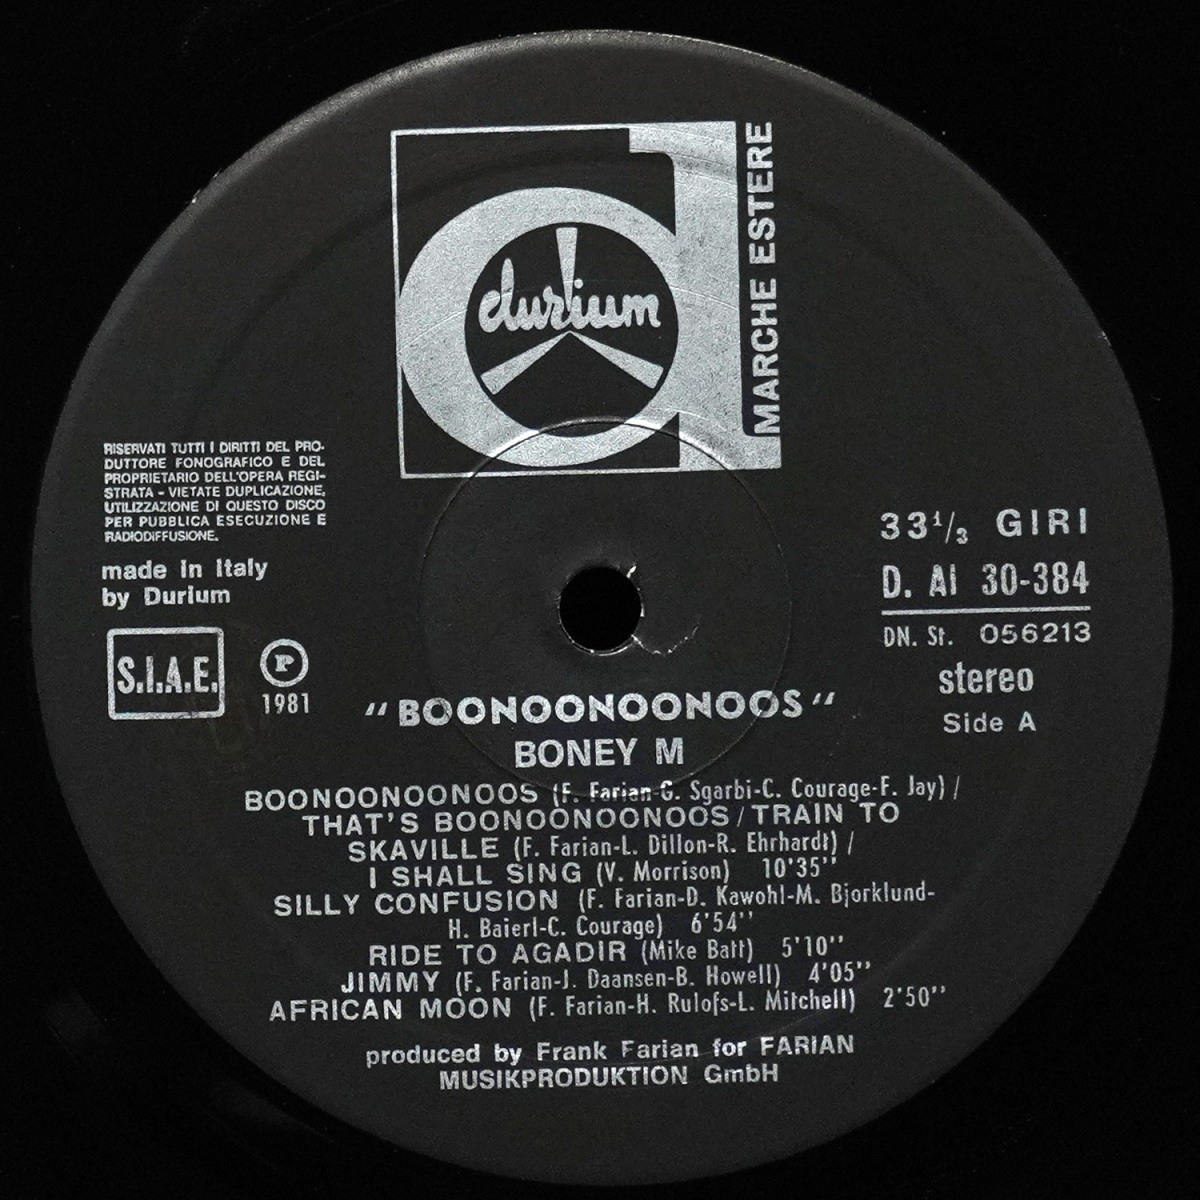 durium
MARCHE ESTERE
RISERVATI TUTTI I DIRITTI DEL PRO-
DUTTORE FONOGRAFICO E DEL
PROPRIETARIO DELL'OPERA REGI-
STRATA - VIETATE DUPLICAZIONE,
UTILIZZAZIONE DI QUESTO DISCO
PER PUBBLICA ESECUZIONE E
RADIODIFFUSIONE.
made in Italy
by Durium
S.I.A.E.
P
1981
33 1/3 GIRI
D. AI 30-384
DN. St. 056213
stereo
Side A
"BOONOONOONOOS"
BONEY M
BOONOONOONOOS (F. Farian-G. Sgarbi-C. Courage-F. Jay) /
THAT'S BOONOONOONOOS / TRAIN TO
SKAVILLE (F. Farian-L. Dillon-R. Ehrhardt) /
I SHALL SING (V. Morrison) 10'35''
SILLY CONFUSION (F. Farian-D. Kawohl-M. Bjorklund-
H. Baierl-C. Courage) 6'54''
RIDE TO AGADIR (Mike Batt) 5'10''
JIMMY (F. Farian-J. Daansen-B. Howell) 4'05''
AFRICAN MOON (F. Farian-H. Rulofs-L. Mitchell) 2'50''
produced by Frank Farian for FARIAN
MUSIKPRODUKTION GmbH